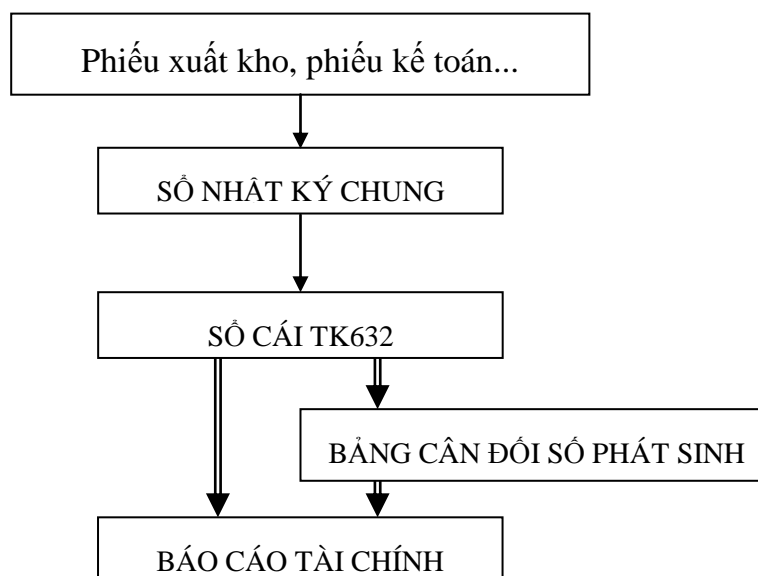 Phiếu xuất kho, phiếu kế toán...
SỔ NHÂT KÝ CHUNG
SỔ CÁI TK632
BẢNG CÂN ĐỐI SỐ PHÁT SINH
BÁO CÁO TÀI CHÍNH